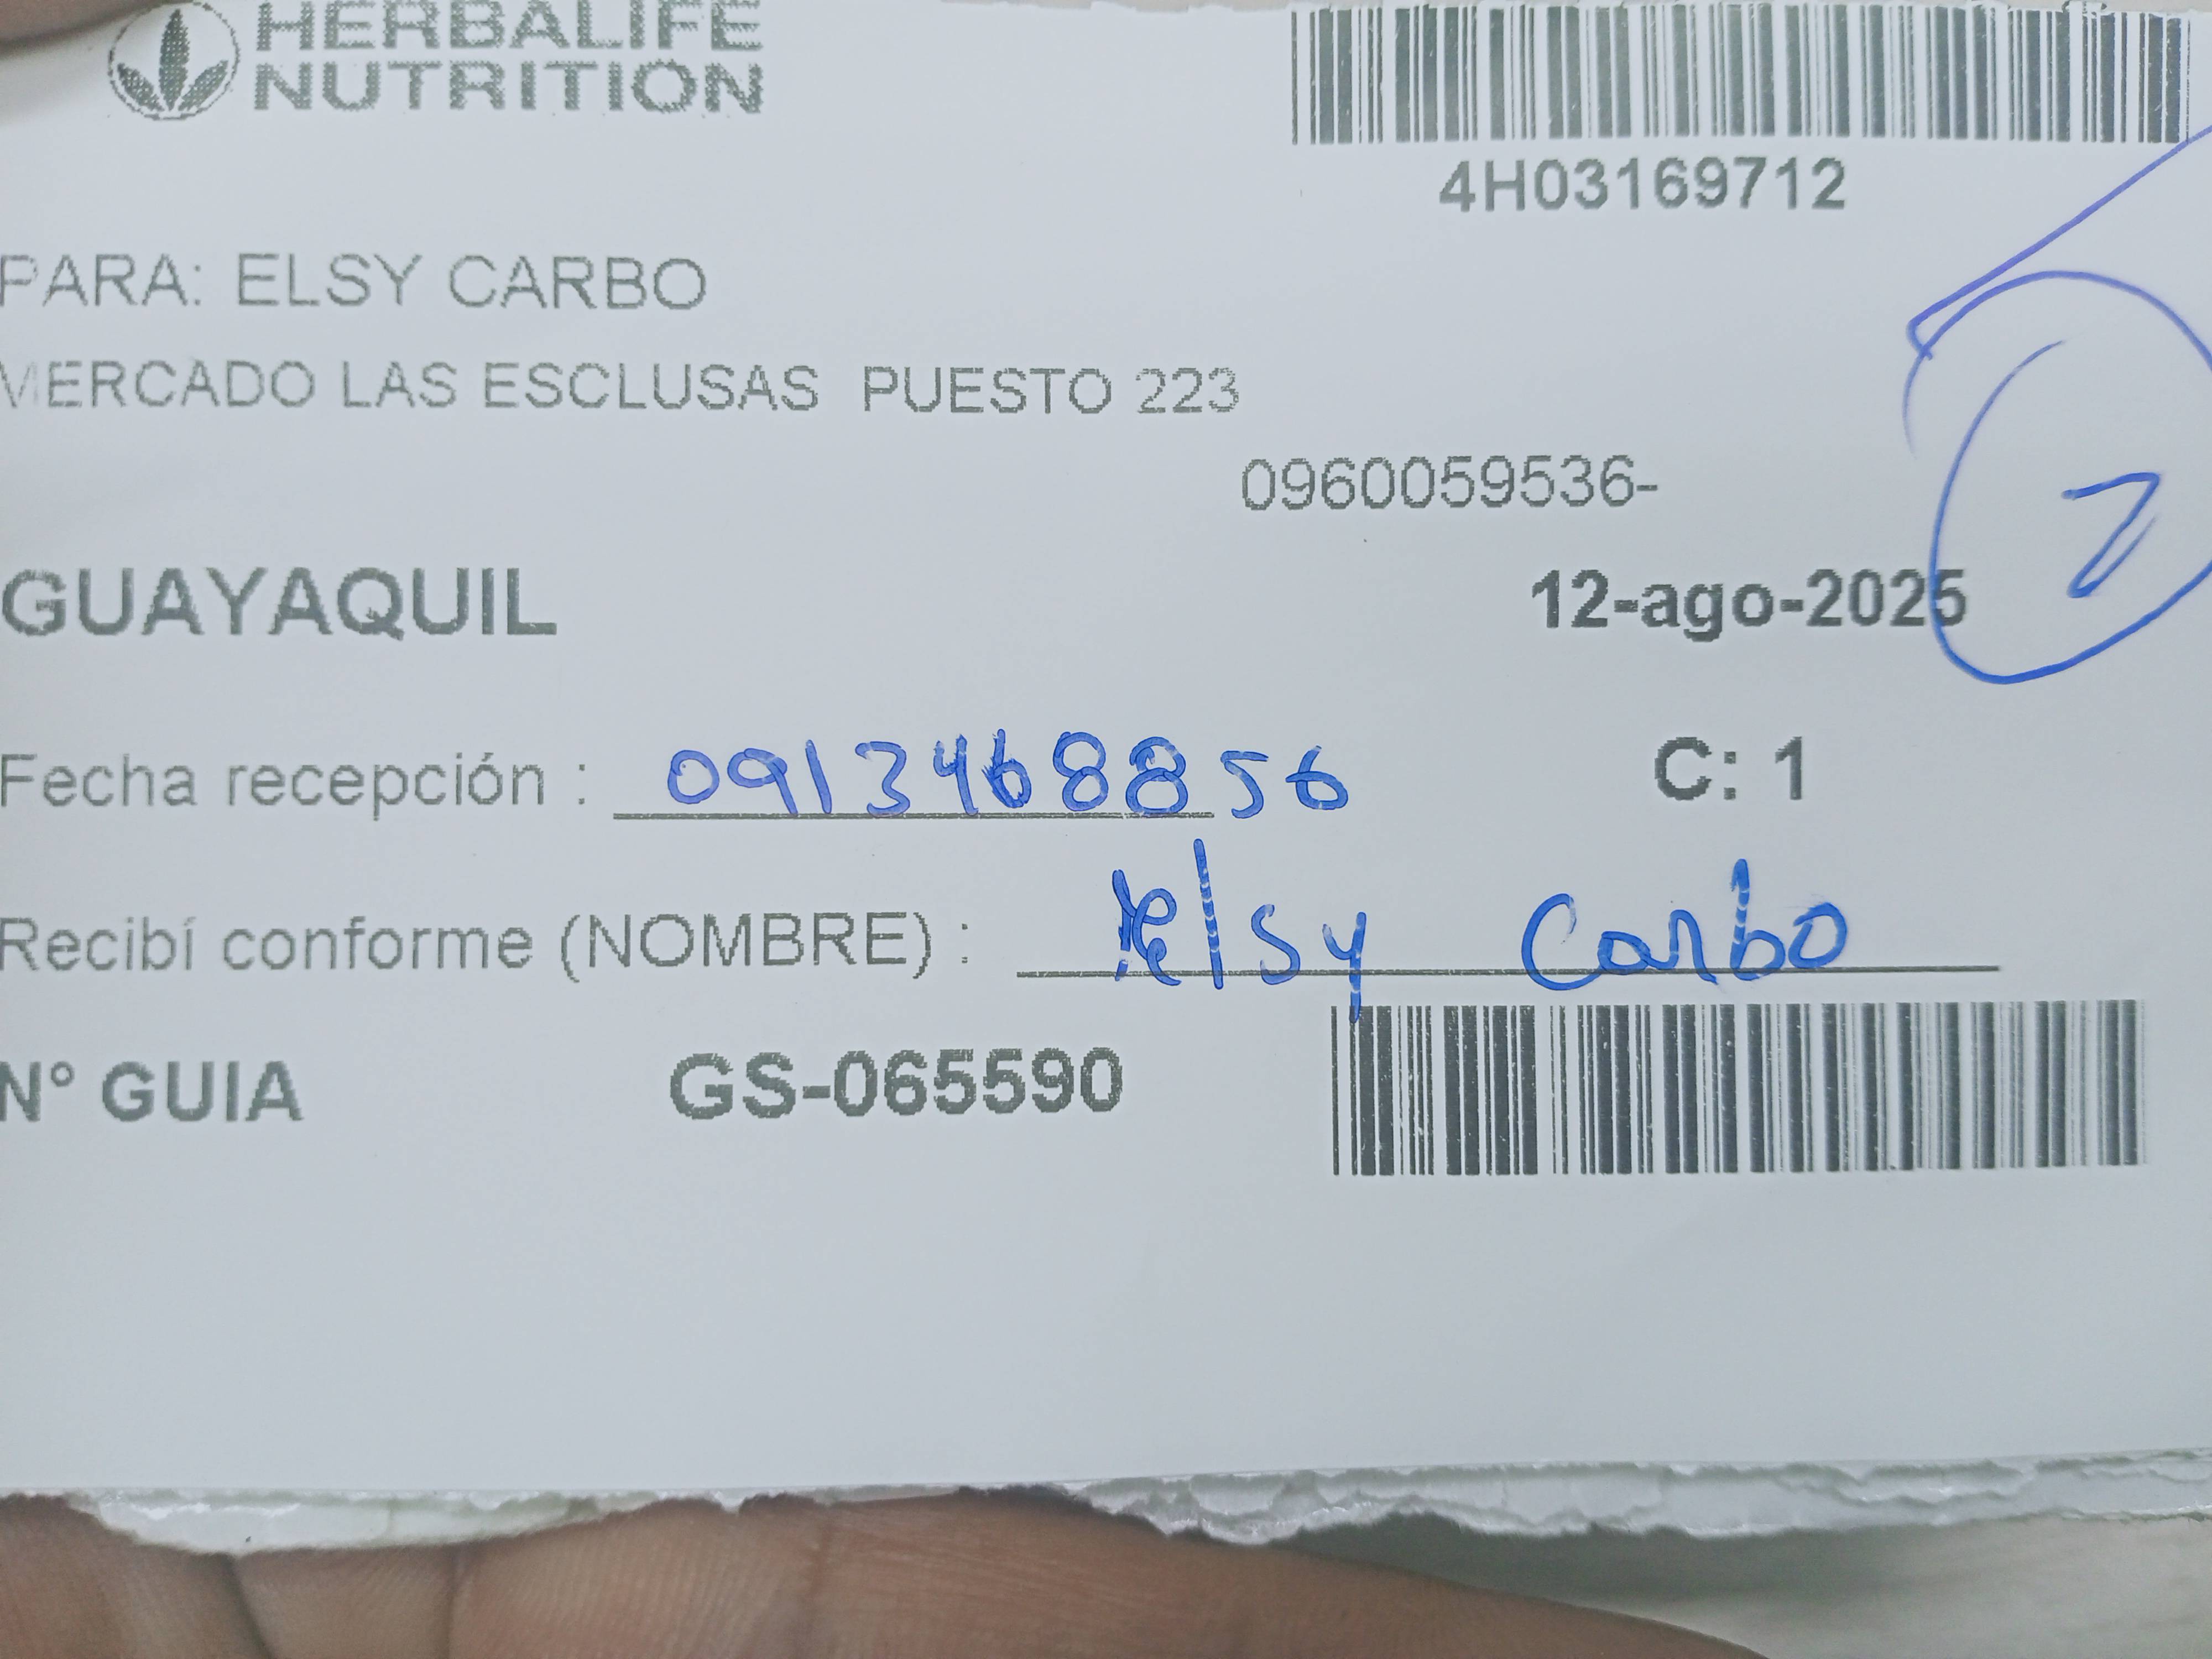 HERBALIFE
NUTRITION
4H03169712
PARA: ELSY CARBO
MERCADO LAS ESCLUSAS PUESTO 223
0960059536-
7
GUAYAQUIL
12-ago-2025
Fecha recepción : 0913468856
C: 1
Recibí conforme (NOMBRE) : Elsy Carbo
N° GUIA GS-065590